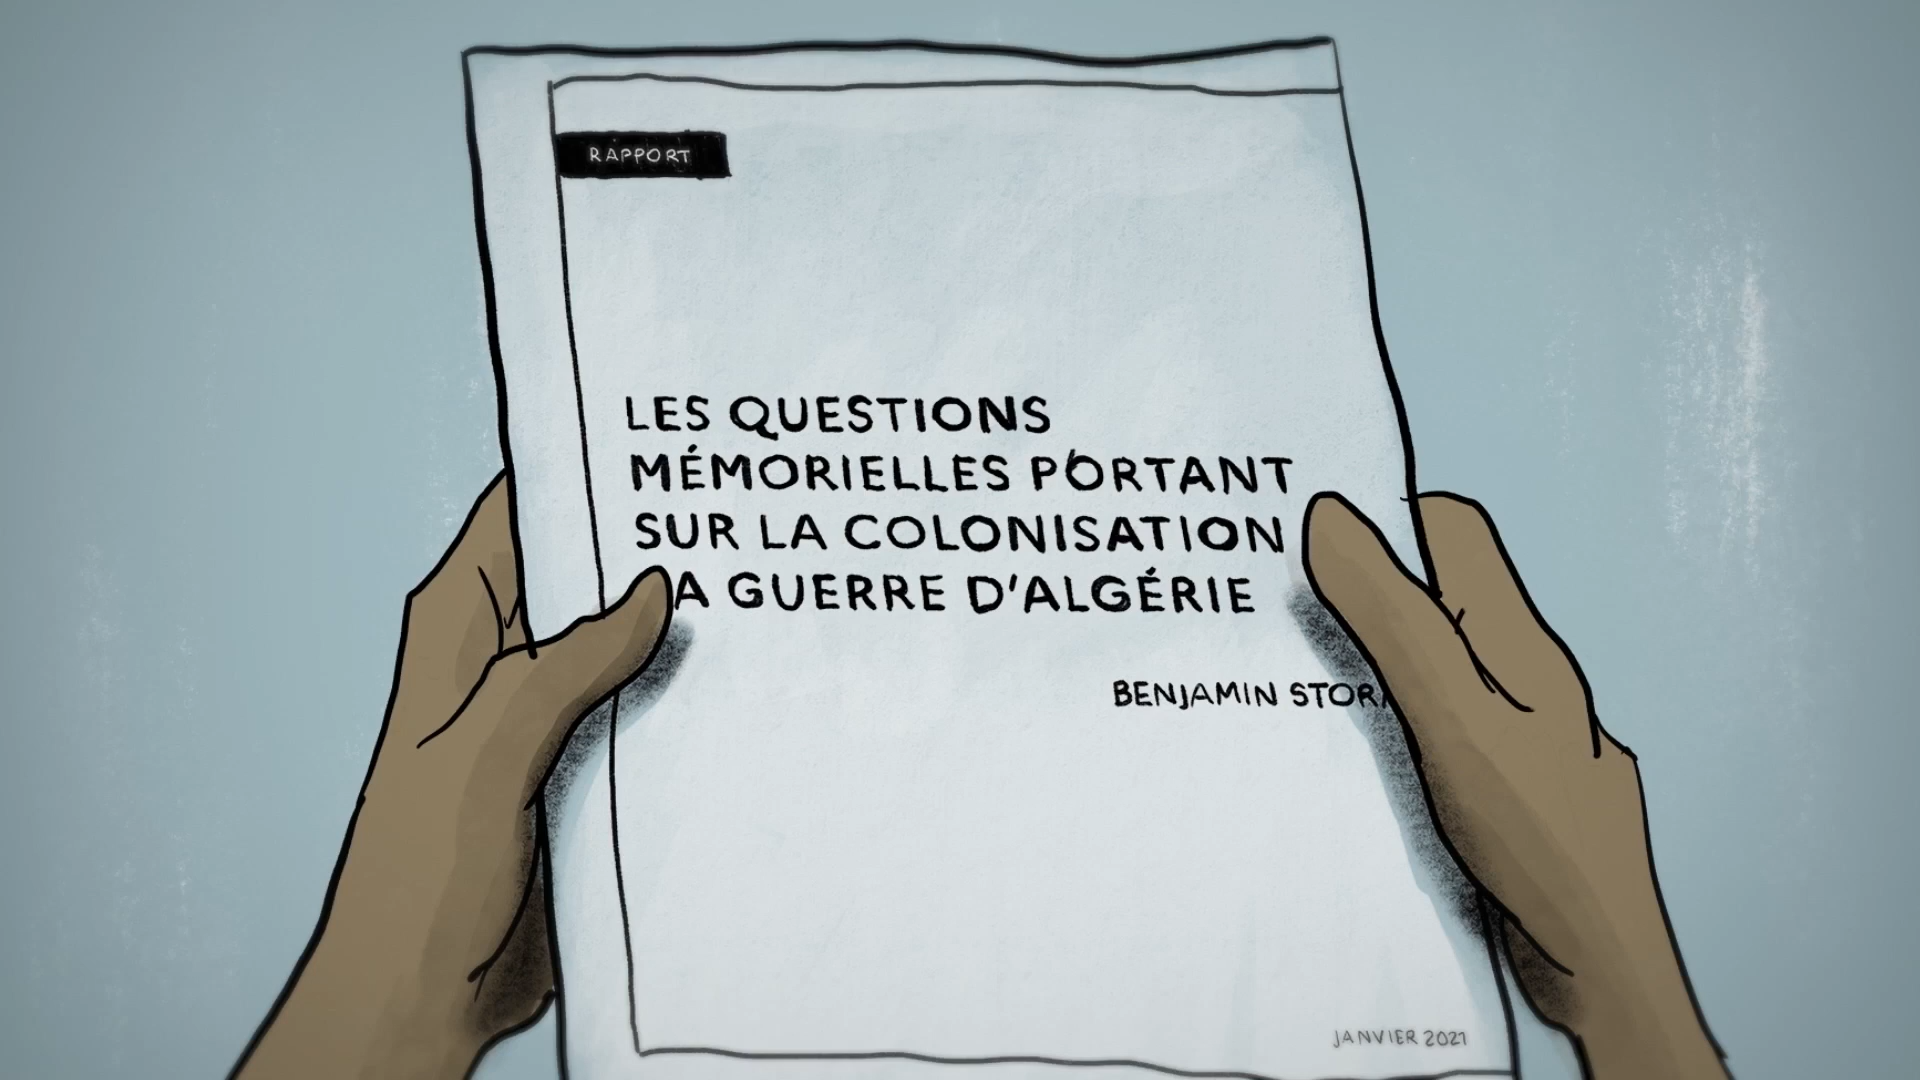 RAPPORT
LES QUESTIONS
MÉMORIELLES PORTANT
SUR LA COLONISATION
A GUERRE D'ALGÉRIE
BENJAMIN STOR
JANVIER 2021